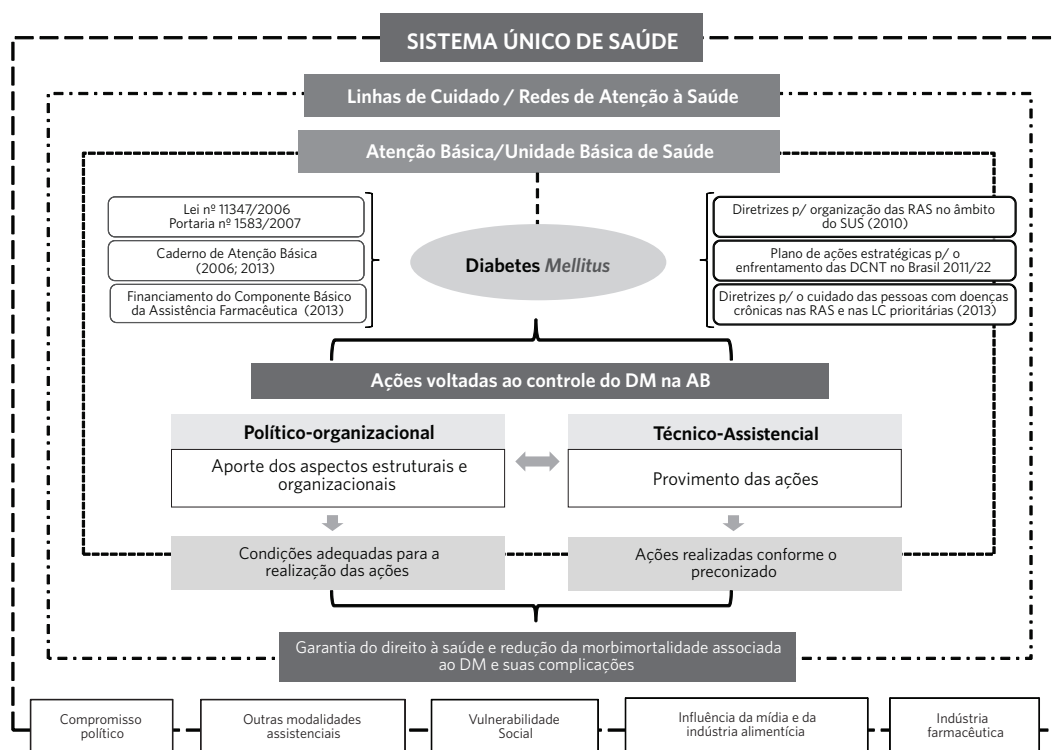 SISTEMA ÚNICO DE SAÚDE
Linhas de Cuidado / Redes de Atenção à Saúde
Atenção Básica/Unidade Básica de Saúde
Lei nº 11347/2006
Portaria nº 1583/2007
Caderno de Atenção Básica
(2006; 2013)
Financiamento do Componente Básico
da Assistência Farmacêutica (2013)
Diabetes Mellitus
Diretrizes p/ organização das RAS no âmbito
do SUS (2010)
Plano de ações estratégicas p/ o
enfrentamento das DCNT no Brasil 2011/22
Diretrizes p/ o cuidado das pessoas com doenças
crônicas nas RAS e nas LC prioritárias (2013)
Ações voltadas ao controle do DM na AB
Político-organizacional
Aporte dos aspectos estruturais e
organizacionais
Técnico-Assistencial
Provimento das ações
Condições adequadas para a
realização das ações
Ações realizadas conforme o
preconizado
Garantia do direito à saúde e redução da morbimortalidade associada
ao DM e suas complicações
Compromisso
político
Outras modalidades
assistenciais
Vulnerabilidade
Social
Influência da mídia e da
indústria alimentícia
Indústria
farmacêutica